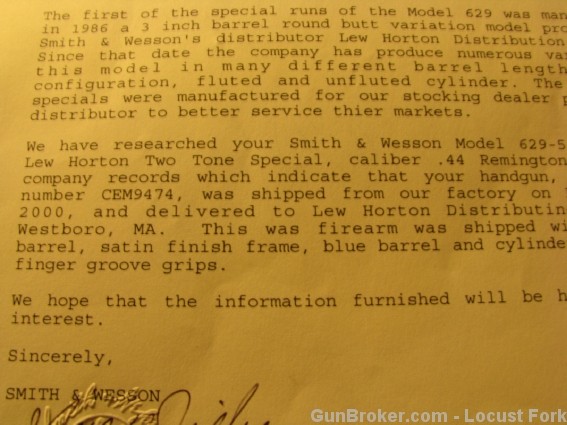 The first of the special runs of the Model 629 was man
in 1986 a 3 inch barrel round butt variation model pro
Smith & Wesson's distributor Lew Horton Distribution
Since that date the company has produce numerous va
this model in many different barrel length
configuration, fluted and unfluted cylinder. The
specials were manufactured for our stocking dealer p
distributor to better service thier markets.
We have researched your Smith & Wesson Model 629-5
Lew Horton Two Tone Special, caliber .44 Remington
company records which indicate that your handgun,
number CEM9474, was shipped from our factory on
2000, and delivered to Lew Horton Distributin
Westboro, MA. This was firearm was shipped wi
barrel, satin finish frame, blue barrel and cylinde
finger groove grips.
We hope that the information furnished will be h
interest.
Sincerely,
SMITH & WESSON
GunBroker.com - Locust Fork